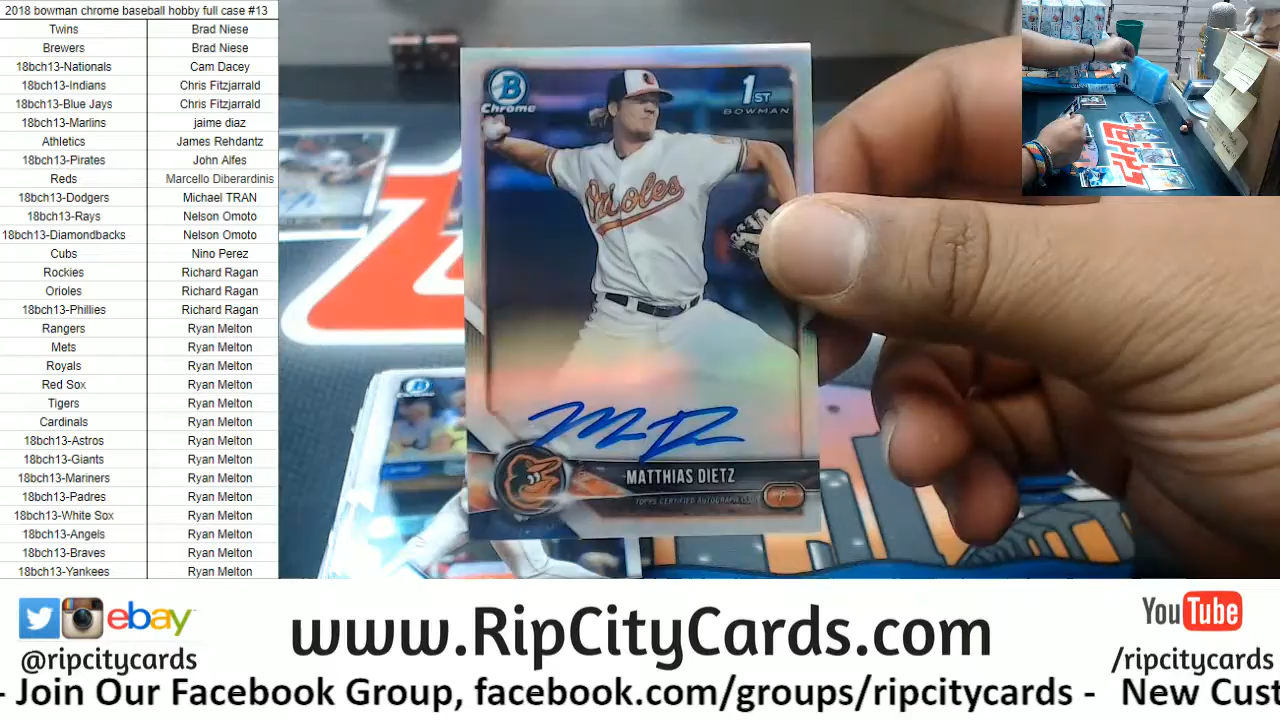 2018 bowman chrome baseball hobby full case #13
Twins Brad Niese
Brewers Brad Niese
18bch13-Nationals Cam Dacey
18bch13-Indians Chris Fitzjarrald
18bch13-Blue Jays Chris Fitzjarrald
18bch13-Marlins jaime diaz
Athletics James Rehdantz
18bch13-Pirates John Alfes
Reds Marcello Diberardinis
18bch13-Dodgers Michael TRAN
18bch13-Rays Nelson Omoto
18bch13-Diamondbacks Nelson Omoto
Cubs Nino Perez
Rockies Richard Ragan
Orioles Richard Ragan
18bch13-Phillies Richard Ragan
Rangers Ryan Melton
Mets Ryan Melton
Royals Ryan Melton
Red Sox Ryan Melton
Tigers Ryan Melton
Cardinals Ryan Melton
18bch13-Astros Ryan Melton
18bch13-Giants Ryan Melton
18bch13-Mariners Ryan Melton
18bch13-Padres Ryan Melton
18bch13-White Sox Ryan Melton
18bch13-Angels Ryan Melton
18bch13-Braves Ryan Melton
18bch13-Yankees Ryan Melton
B
Chrome
1ST
BOWMAN
Orioles
MATTHIAS DIETZ
TOPPS CERTIFIED AUTOGRAPH ISSUE
P
Chrome
ebay
@ripcitycards
www.RipCityCards.com
YouTube
/ripcitycards
- Join Our Facebook Group, facebook.com/groups/ripcitycards - New Cust